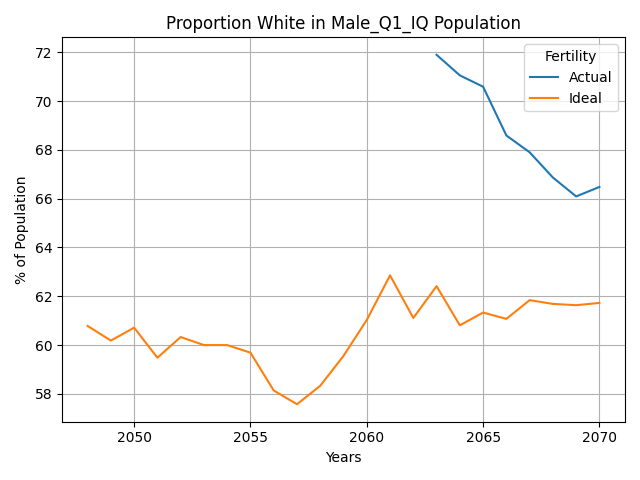 Proportion White in Male_Q1_IQ Population
Fertility
Actual
Ideal
72
70
68
66
64
62
60
58
% of Population
2050
2055
2060
2065
2070
Years